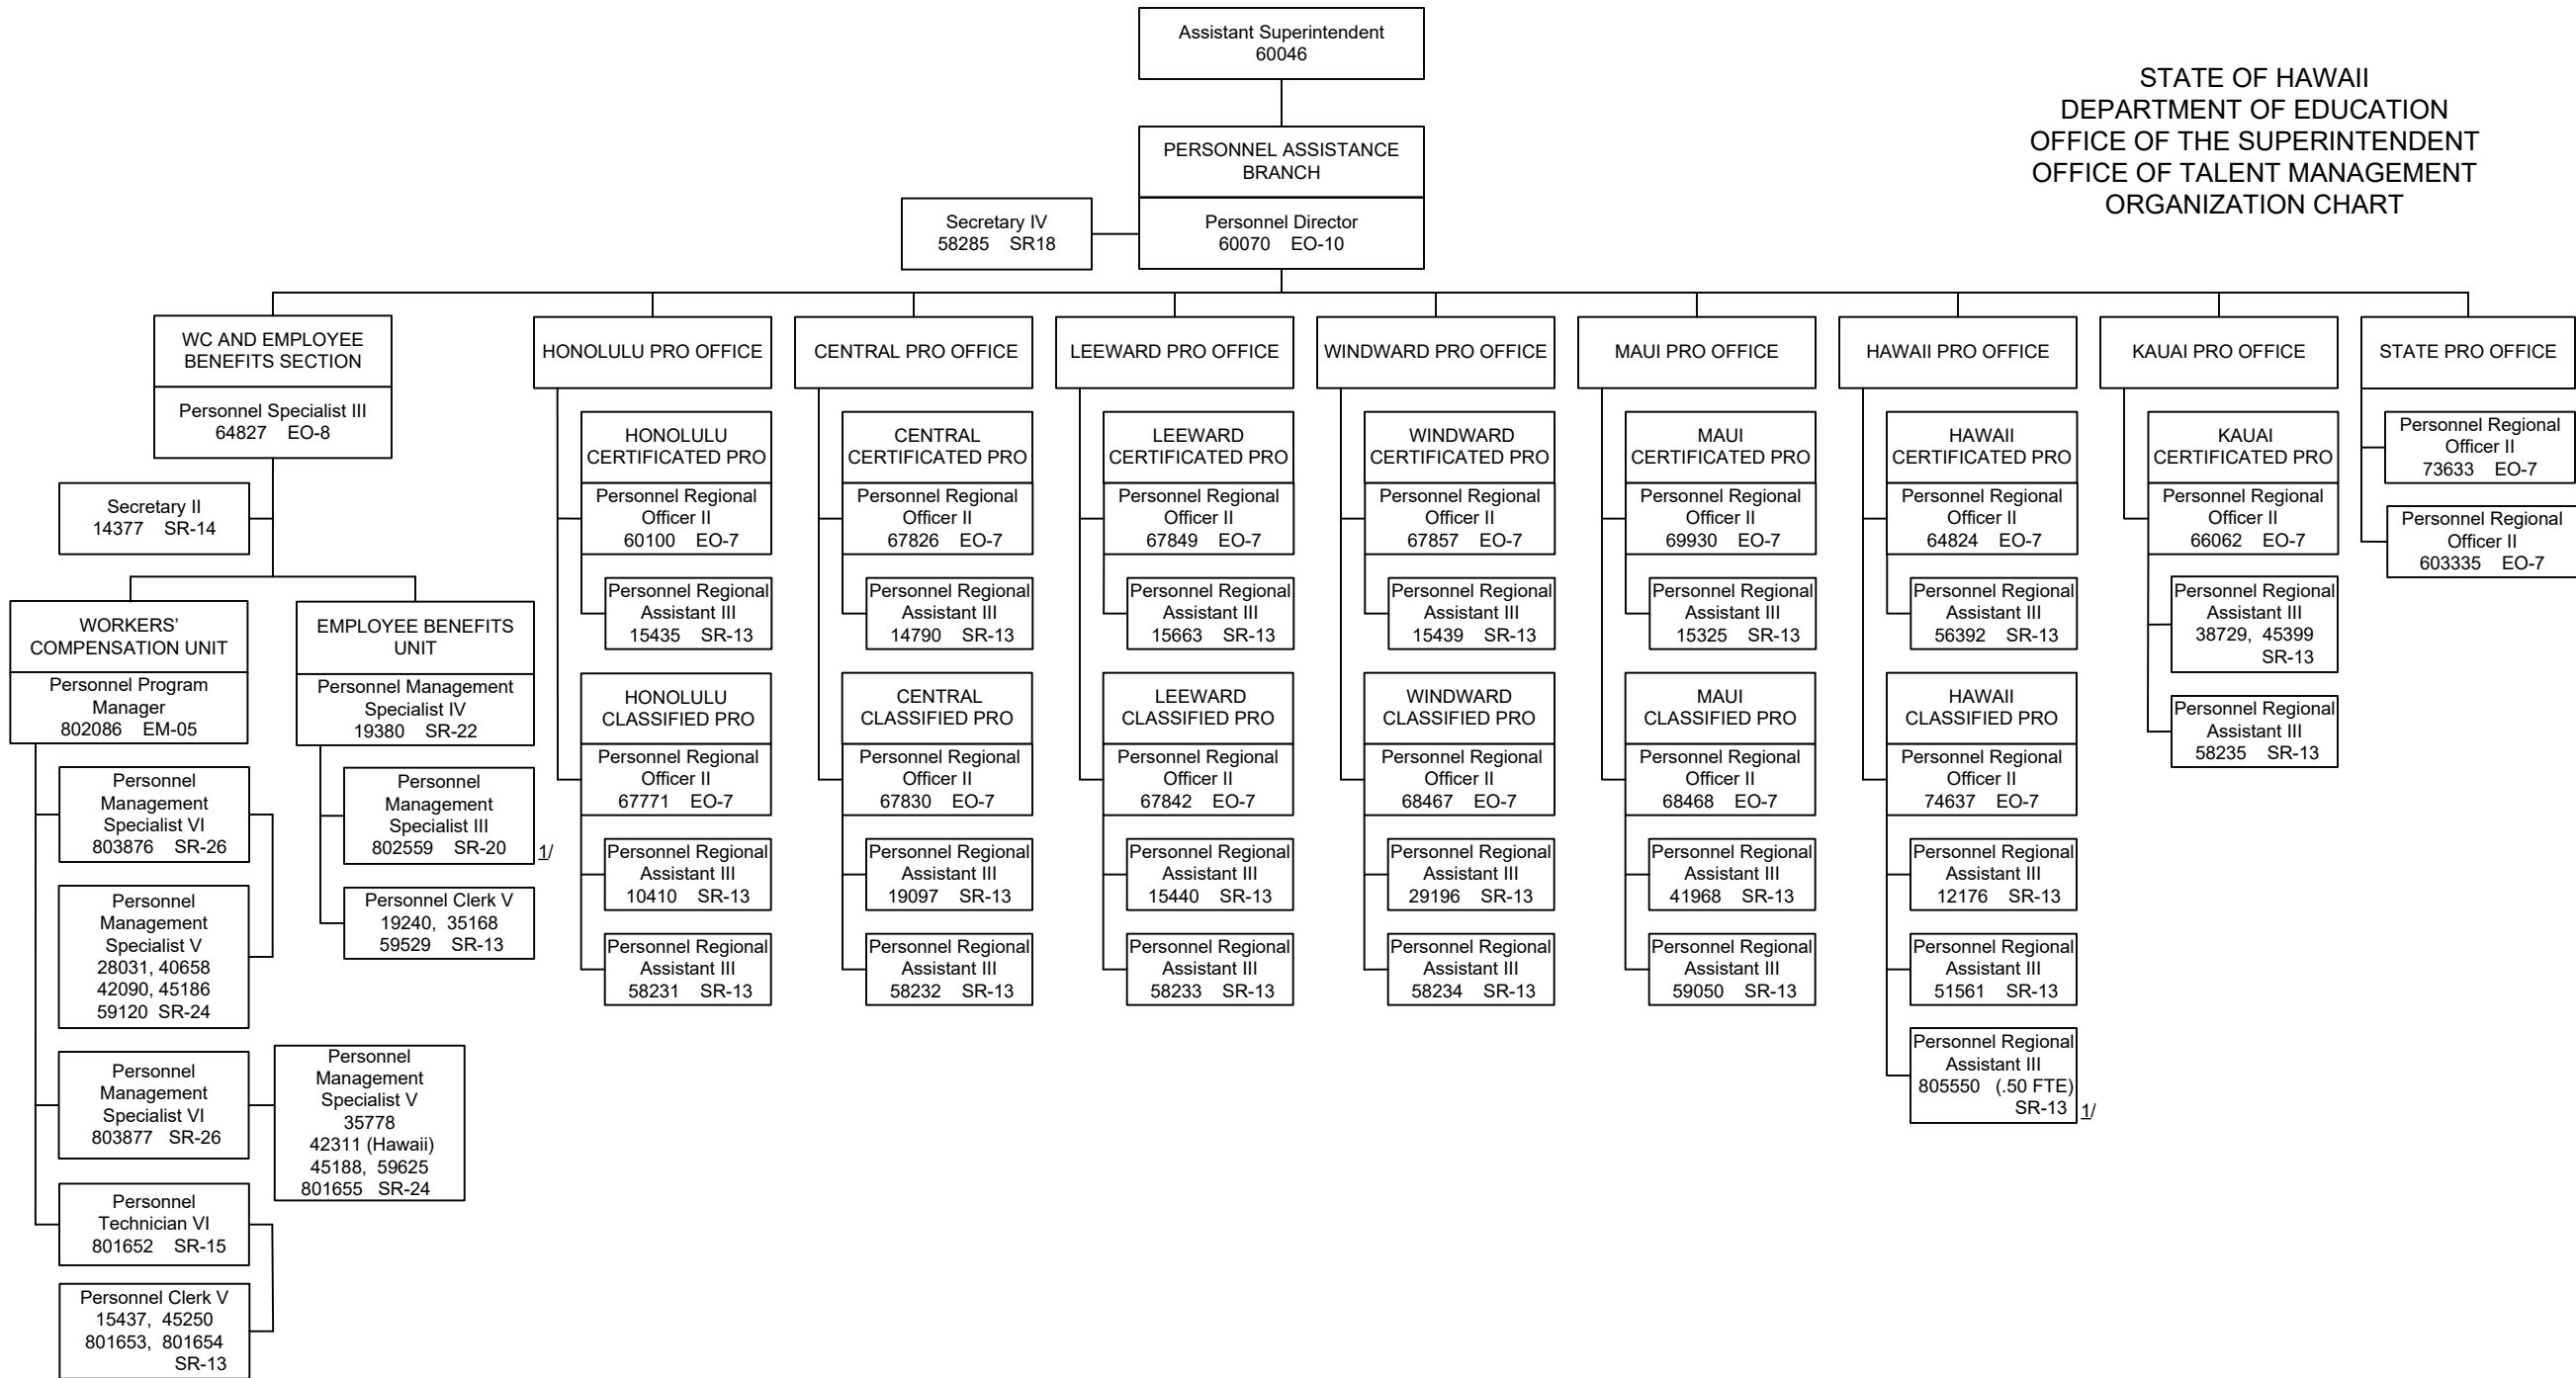 Assistant Superintendent
60046
STATE OF HAWAII
DEPARTMENT OF EDUCATION
OFFICE OF THE SUPERINTENDENT
OFFICE OF TALENT MANAGEMENT
ORGANIZATION CHART
PERSONNEL ASSISTANCE
BRANCH
Personnel Director
60070 EO-10
Secretary IV
58285 SR18
WC AND EMPLOYEE
BENEFITS SECTION
Personnel Specialist III
64827 EO-8
Secretary II
14377 SR-14
WORKERS'
COMPENSATION UNIT
Personnel Program
Manager
802086 EM-05
Personnel
Management
Specialist VI
803876 SR-26
Personnel
Management
Specialist V
28031, 40658
42090, 45186
59120 SR-24
Personnel
Management
Specialist VI
803877 SR-26
Personnel
Management
Specialist V
35778
42311 (Hawaii)
45188, 59625
801655 SR-24
Personnel
Technician VI
801652 SR-15
Personnel Clerk V
15437, 45250
801653, 801654
SR-13
EMPLOYEE BENEFITS
UNIT
Personnel Management
Specialist IV
19380 SR-22
Personnel
Management
Specialist III
802559 SR-20 1/
Personnel Clerk V
19240, 35168
59529 SR-13
HONOLULU PRO OFFICE
HONOLULU
CERTIFICATED PRO
Personnel Regional
Officer II
60100 EO-7
Personnel Regional
Assistant III
15435 SR-13
HONOLULU
CLASSIFIED PRO
Personnel Regional
Officer II
67771 EO-7
Personnel Regional
Assistant III
10410 SR-13
Personnel Regional
Assistant III
58231 SR-13
CENTRAL PRO OFFICE
CENTRAL
CERTIFICATED PRO
Personnel Regional
Officer II
67826 EO-7
Personnel Regional
Assistant III
14790 SR-13
CENTRAL
CLASSIFIED PRO
Personnel Regional
Officer II
67830 EO-7
Personnel Regional
Assistant III
19097 SR-13
Personnel Regional
Assistant III
58232 SR-13
LEEWARD PRO OFFICE
LEEWARD
CERTIFICATED PRO
Personnel Regional
Officer II
67849 EO-7
Personnel Regional
Assistant III
15663 SR-13
LEEWARD
CLASSIFIED PRO
Personnel Regional
Officer II
67842 EO-7
Personnel Regional
Assistant III
15440 SR-13
Personnel Regional
Assistant III
58233 SR-13
WINDWARD PRO OFFICE
WINDWARD
CERTIFICATED PRO
Personnel Regional
Officer II
67857 EO-7
Personnel Regional
Assistant III
15439 SR-13
WINDWARD
CLASSIFIED PRO
Personnel Regional
Officer II
68467 EO-7
Personnel Regional
Assistant III
29196 SR-13
Personnel Regional
Assistant III
58234 SR-13
MAUI PRO OFFICE
MAUI
CERTIFICATED PRO
Personnel Regional
Officer II
69930 EO-7
Personnel Regional
Assistant III
15325 SR-13
MAUI
CLASSIFIED PRO
Personnel Regional
Officer II
68468 EO-7
Personnel Regional
Assistant III
41968 SR-13
Personnel Regional
Assistant III
59050 SR-13
HAWAII PRO OFFICE
HAWAII
CERTIFICATED PRO
Personnel Regional
Officer II
64824 EO-7
Personnel Regional
Assistant III
56392 SR-13
HAWAII
CLASSIFIED PRO
Personnel Regional
Officer II
74637 EO-7
Personnel Regional
Assistant III
12176 SR-13
Personnel Regional
Assistant III
51561 SR-13
Personnel Regional
Assistant III
805550 (.50 FTE)
SR-13 1/
KAUAI PRO OFFICE
KAUAI
CERTIFICATED PRO
Personnel Regional
Officer II
66062 EO-7
Personnel Regional
Assistant III
38729, 45399
SR-13
Personnel Regional
Assistant III
58235 SR-13
STATE PRO OFFICE
Personnel Regional
Officer II
73633 EO-7
Personnel Regional
Officer II
603335 EO-7